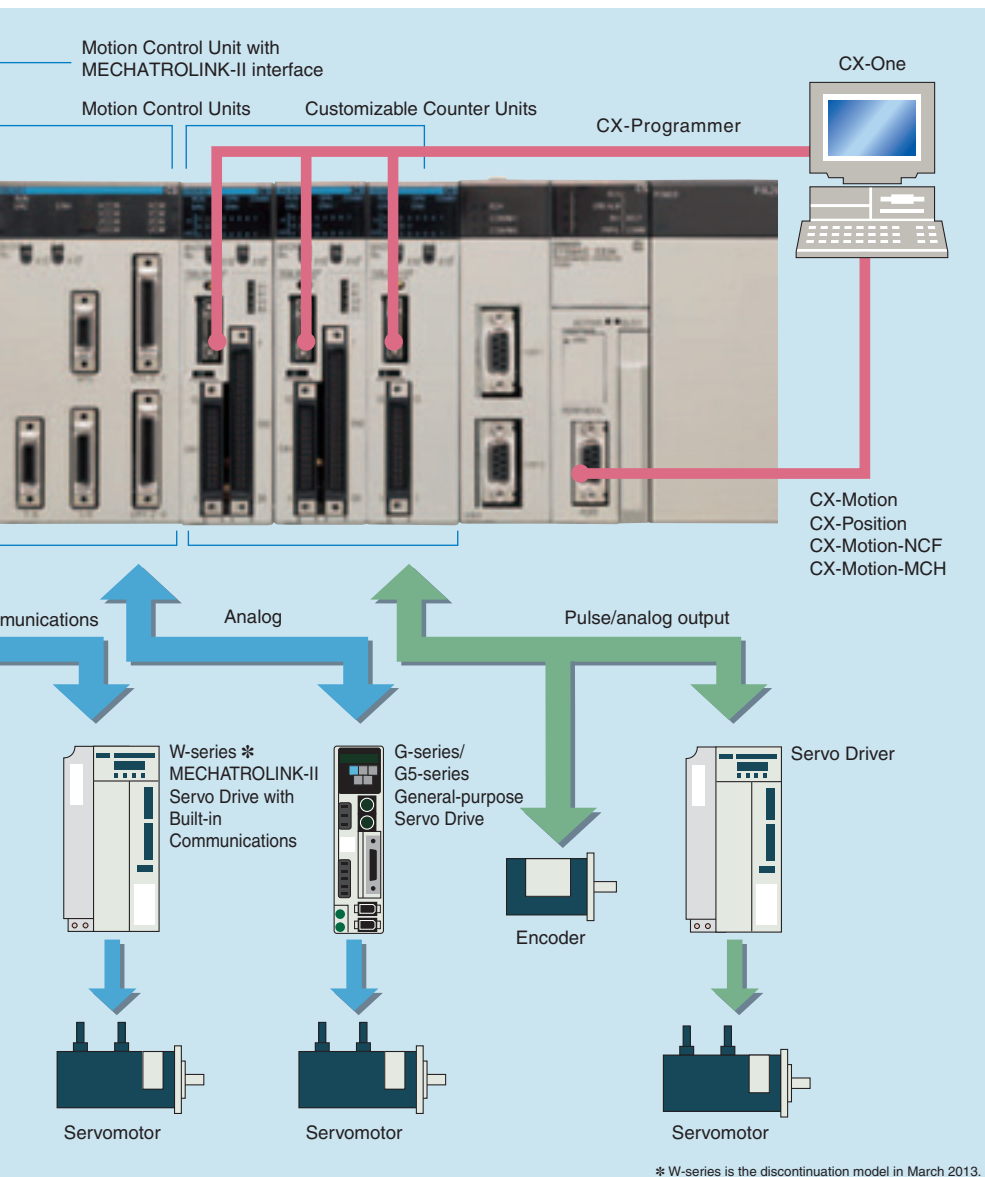 Motion Control Unit with
MECHATROLINK-II interface
CX-One
Motion Control Units
Customizable Counter Units
CX-Programmer
CX-Motion
CX-Position
CX-Motion-NCF
CX-Motion-MCH
munications
Analog
Pulse/analog output
W-series ✽
MECHATROLINK-II
Servo Drive with
Built-in
Communications
G-series/
G5-series
General-purpose
Servo Drive
Servo Driver
Encoder
Servomotor
Servomotor
Servomotor
✽ W-series is the discontinuation model in March 2013.